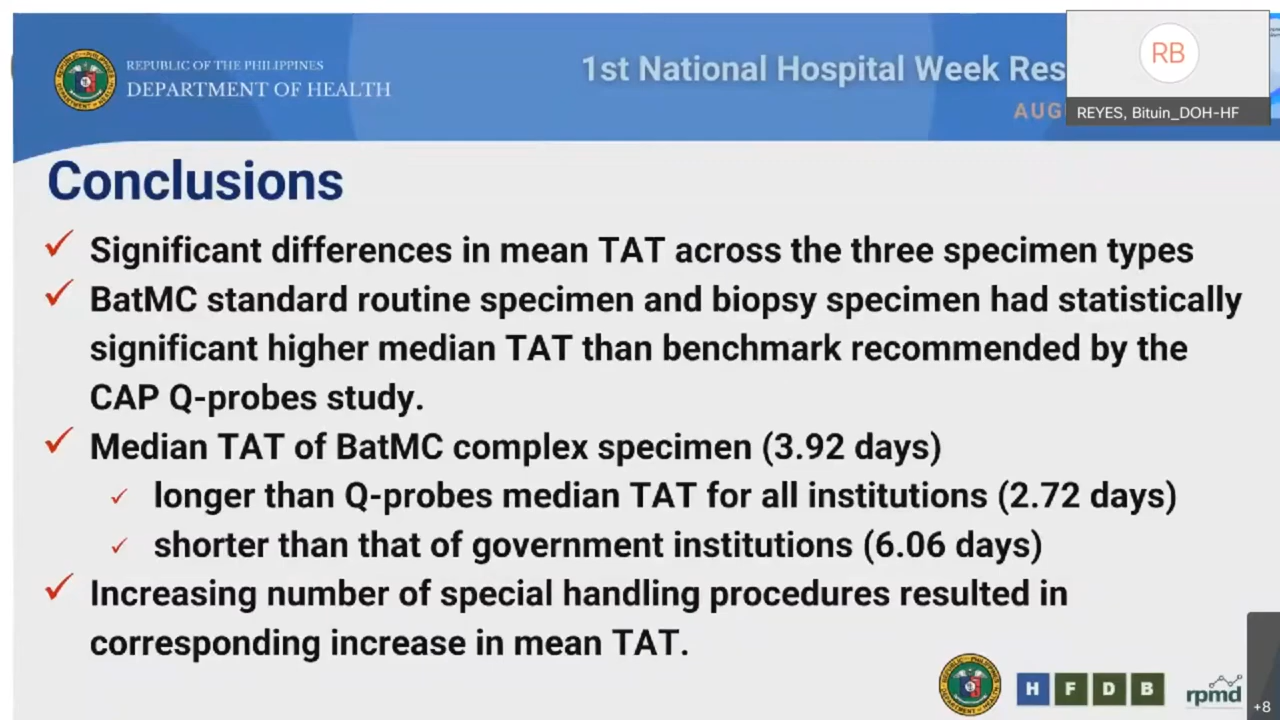 REPUBLIC OF THE PHILIPPINES
DEPARTMENT OF HEALTH
1st National Hospital Week Res
AUG
RB
REYES, Bituin_DOH-HF
Conclusions
Significant differences in mean TAT across the three specimen types
BatMC standard routine specimen and biopsy specimen had statistically
significant higher median TAT than benchmark recommended by the
CAP Q-probes study.
Median TAT of BatMC complex specimen (3.92 days)
longer than Q-probes median TAT for all institutions (2.72 days)
shorter than that of government institutions (6.06 days)
Increasing number of special handling procedures resulted in
corresponding increase in mean TAT.
H F D B
rpmd
+8